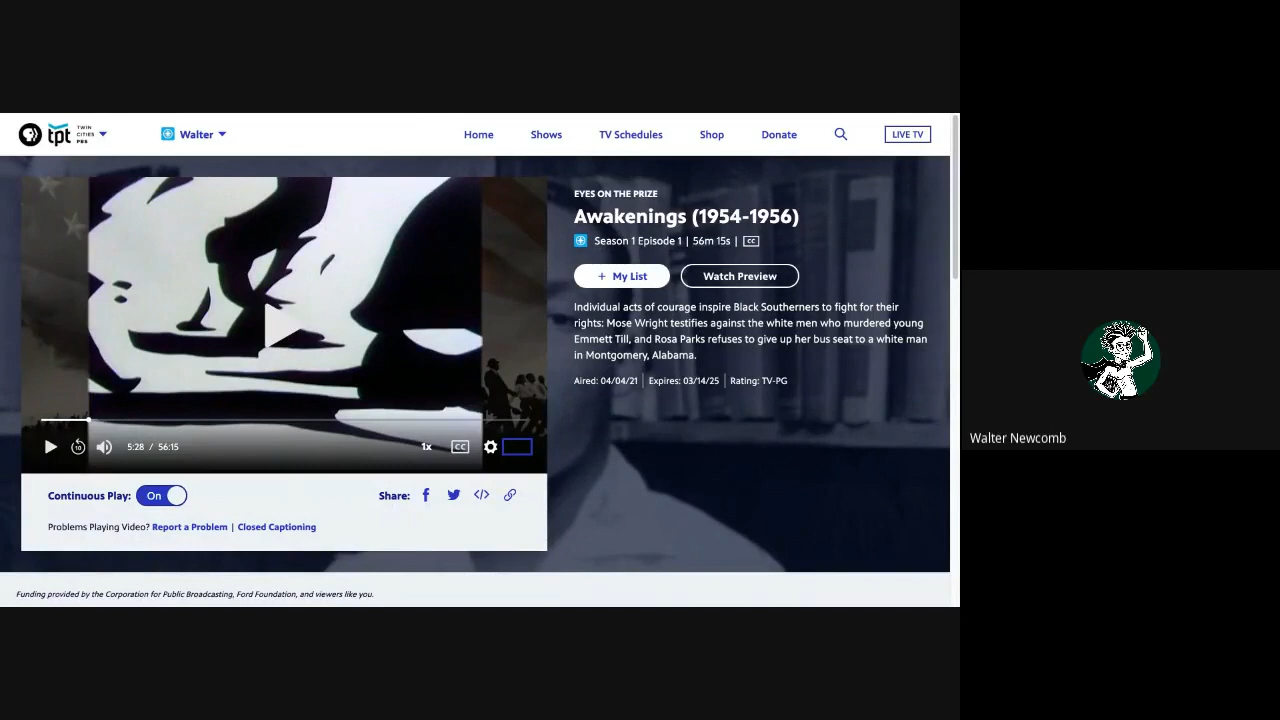 tpt
TWIN
CITIES
PBS
Walter
Home
Shows
TV Schedules
Shop
Donate
LIVE TV
EYES ON THE PRIZE
Awakenings (1954-1956)
Season 1 Episode 1 | 56m 15s | CC
+ My List
Watch Preview
Individual acts of courage inspire Black Southerners to fight for their
rights: Mose Wright testifies against the white men who murdered young
Emmett Till, and Rosa Parks refuses to give up her bus seat to a white man
in Montgomery, Alabama.
Aired: 04/04/21 | Expires: 03/14/25 | Rating: TV-PG
10
5:28 / 56:15
1x
CC
Continuous Play: On
Share:
Problems Playing Video? Report a Problem | Closed Captioning
Funding provided by the Corporation for Public Broadcasting, Ford Foundation, and viewers like you.
Walter Newcomb